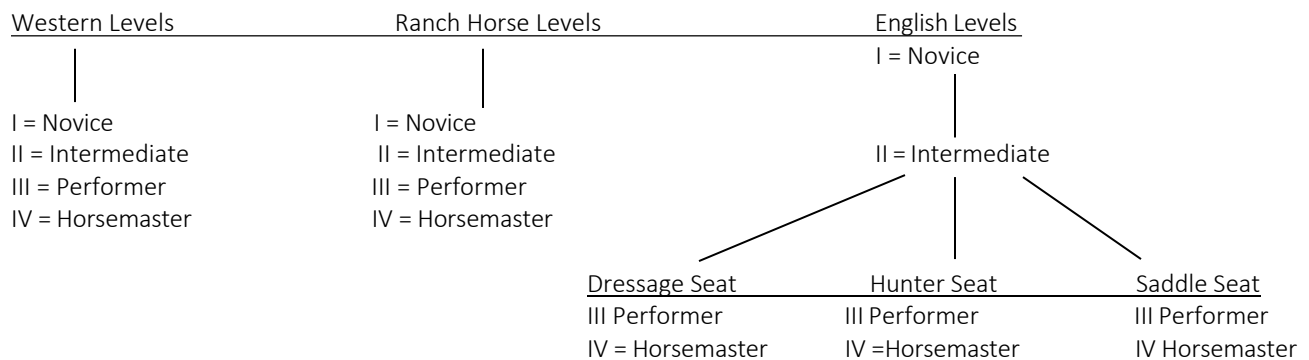 Western Levels
Ranch Horse Levels
English Levels
I = Novice
I = Novice
II = Intermediate
III = Performer
IV = Horsemaster
I = Novice
II = Intermediate
III = Performer
IV = Horsemaster
II = Intermediate
Dressage Seat
III Performer
IV = Horsemaster
Hunter Seat
III Performer
IV =Horsemaster
Saddle Seat
III Performer
IV Horsemaster